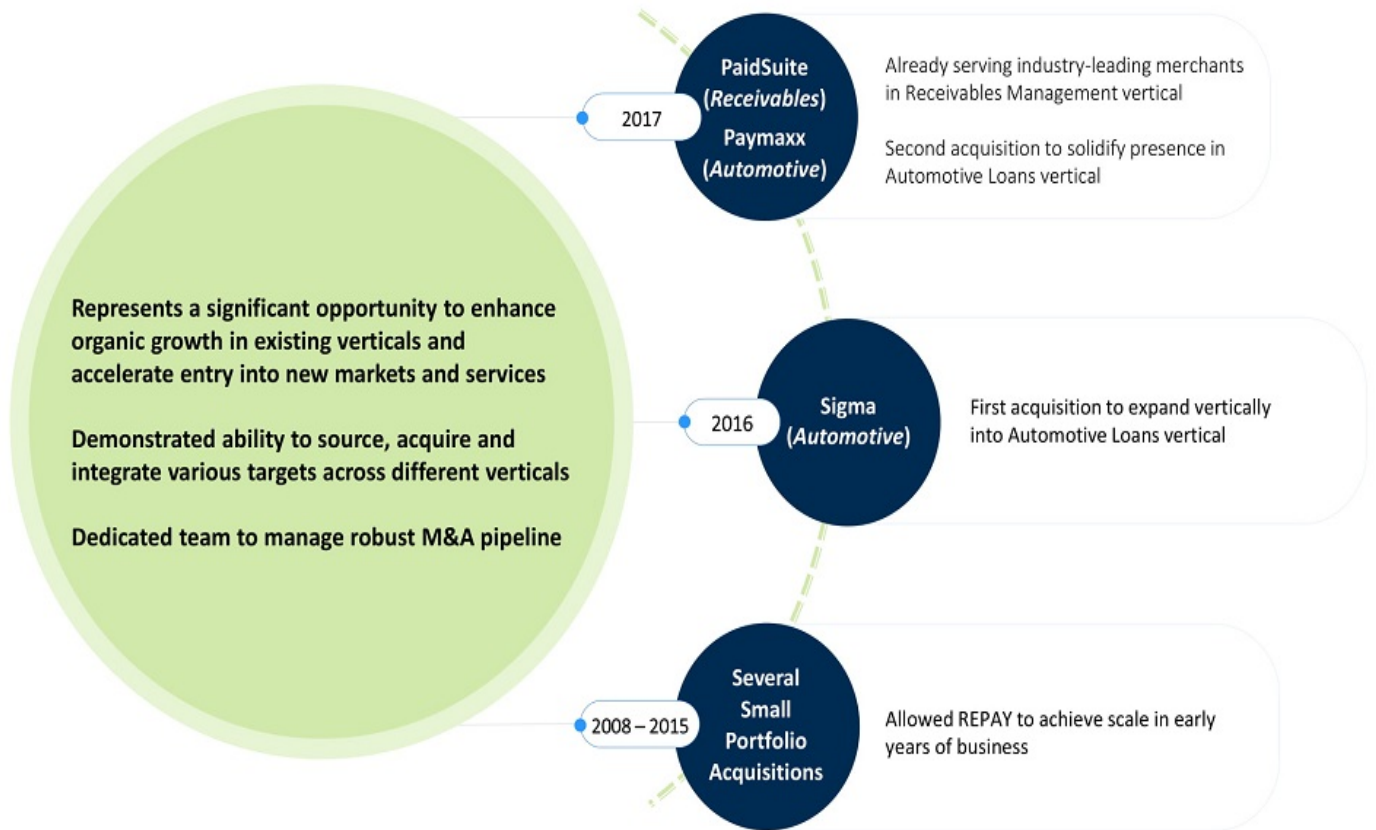 Represents a significant opportunity to enhance
organic growth in existing verticals and
accelerate entry into new markets and services
Demonstrated ability to source, acquire and
integrate various targets across different verticals
Dedicated team to manage robust M&A pipeline
2017
PaidSuite
(Receivables)
Paymaxx
(Automotive)
Already serving industry-leading merchants
in Receivables Management vertical
Second acquisition to solidify presence in
Automotive Loans vertical
2016
Sigma
(Automotive)
First acquisition to expand vertically
into Automotive Loans vertical
2008 – 2015
Several
Small
Portfolio
Acquisitions
Allowed REPAY to achieve scale in early
years of business